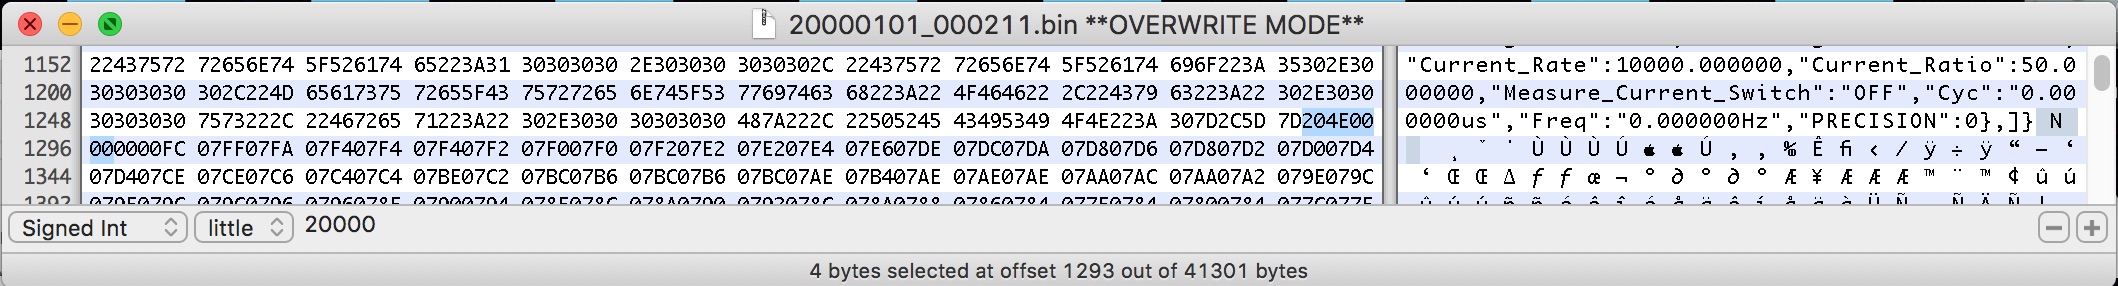 20000101_000211.bin **OVERWRITE MODE**
1152 22437572 72656E74 5F526174 65223A31 30303030 2E303030 3030302C 22437572 72656E74 5F526174 696F223A 35302E30 "Current_Rate":10000.000000,"Current_Ratio":50.0
1200 30303030 302C224D 65617375 72655F43 75727265 6E745F53 77697463 68223A22 4F464622 2C224379 63223A22 302E3030 00000,"Measure_Current_Switch":"OFF","Cyc":"0.00
1248 30303030 7573222C 22467265 71223A22 302E3030 30303030 487A222C 22505245 43495349 4F4E223A 307D2C5D 7D204E00 0000us","Freq":"0.000000Hz","PRECISION":0},]} N
1296 000000FC 07FF07FA 07F407F4 07F407F2 07F007F0 07F207E2 07E207E4 07E607DE 07DC07DA 07D807D6 07D807D2 07D007D4 ¸ ˇ ˙ Ù Ù Ù Ú Ú ‚ ‚ ‰ Ê ﬁ ‹ / ÿ ÷ ÿ “ – ‘
1344 07D407CE 07CE07C6 07C407C4 07BE07C2 07BC07B6 07BC07B6 07BC07AE 07B407AE 07AE07AE 07AA07AC 07AA07A2 079E079C ‘ Œ Œ ∆ ƒ ƒ æ ¬ º ∂ º ∂ º Æ ¥ Æ Æ Æ ™ ¨ ™ ¢ û ú
Signed Int little 20000
4 bytes selected at offset 1293 out of 41301 bytes